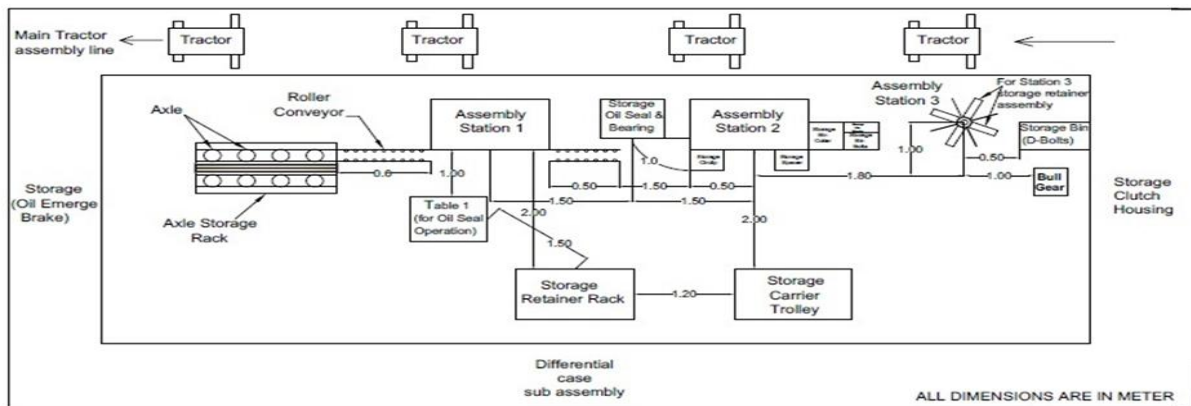 Main Tractor
assembly line
Tractor
Tractor
Tractor
Tractor
Axle
Roller
Conveyor
Assembly
Station 1
Storage
Oil Seal &
Bearing
Assembly
Station 2
Assembly
Station 3
For Station 3
storage retainer
assembly
Storage Bin
(D-Bolts)
Storage
(Oil Emerge
Brake)
0.6
1.00
1.0
0.50
1.50
0.50
1.80
1.00
0.50
1.00
Bull
Gear
Storage
Clutch
Housing
Axle Storage
Rack
Table 1
(for Oil Seal
Operation)
1.50
1.50
2.00
2.00
1.50
Storage
Retainer Rack
1.20
Storage
Carrier
Trolley
Differential
case
sub assembly
ALL DIMENSIONS ARE IN METER